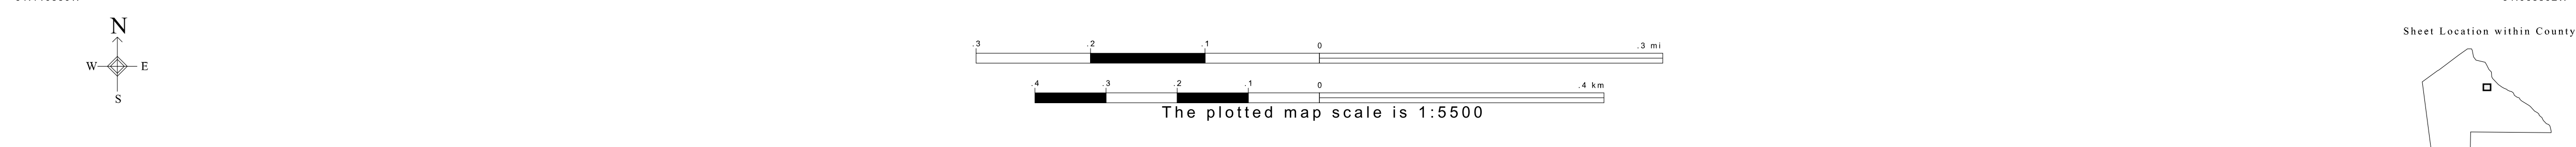 N
W E
S
.3 .2 .1 0 .3 mi
.4 .3 .2 .1 0 .4 km
The plotted map scale is 1:5500
Sheet Location within County